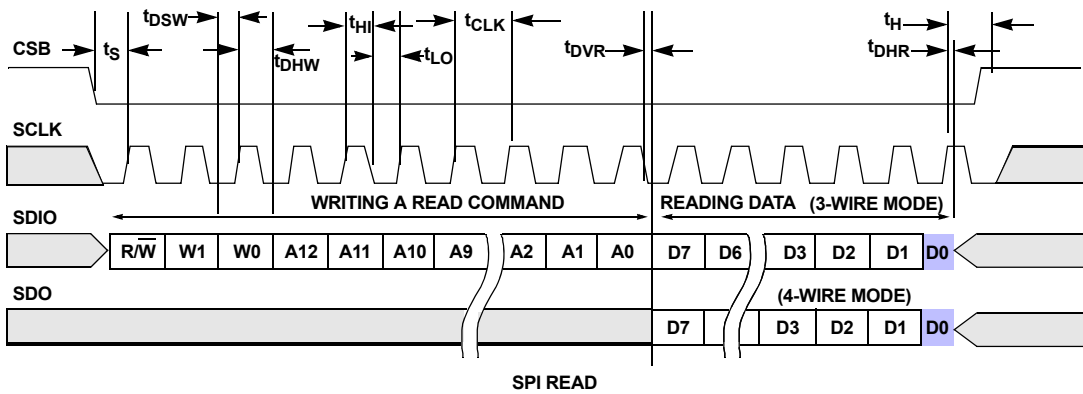 tDSW tHI tCLK tH
CSB tS tDHW tLO tDVR tDHR
SCLK
WRITING A READ COMMAND READING DATA (3-WIRE MODE)
SDIO
R/W W1 W0 A12 A11 A10 A9 A2 A1 A0 D7 D6 D3 D2 D1 D0
SDO
(4-WIRE MODE)
D7 D3 D2 D1 D0
SPI READ